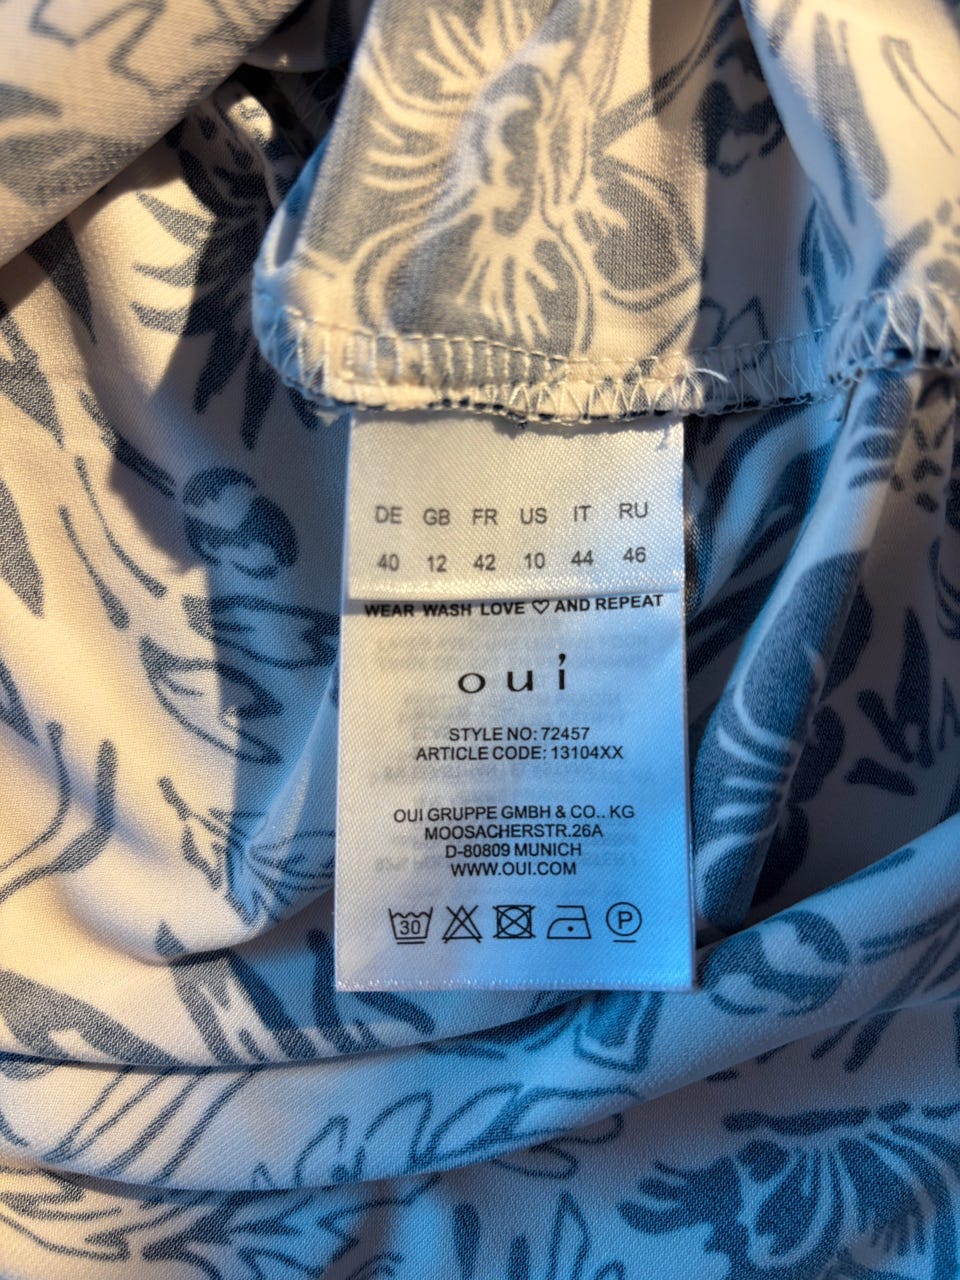 DE GB FR US IT RU
40 12 42 10 44 46
WEAR WASH LOVE ♡ AND REPEAT
ouí
STYLE NO: 72457
ARTICLE CODE: 13104XX
OUI GRUPPE GMBH & CO.. KG
MOOSACHERSTR.26A
D-80809 MUNICH
WWW.OUI.COM
30 P